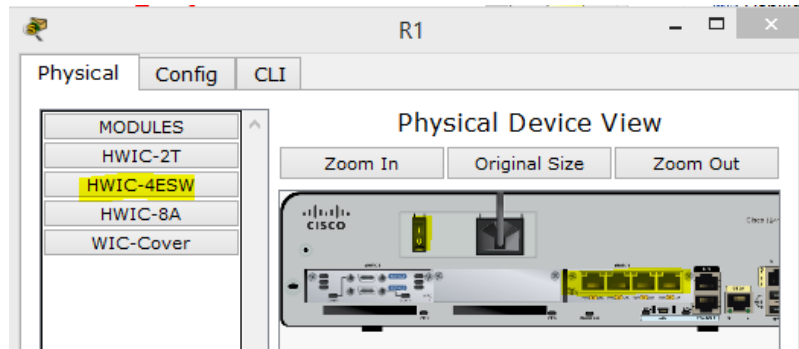 R1
Physical Config CLI
MODULES
HWIC-2T
HWIC-4ESW
HWIC-8A
WIC-Cover
Physical Device View
Zoom In Original Size Zoom Out
CISCO